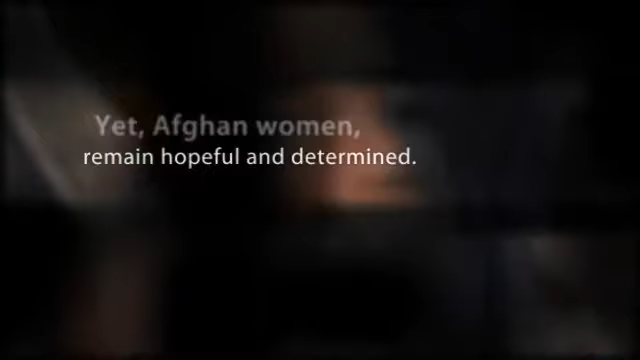 Yet, Afghan women,
remain hopeful and determined.